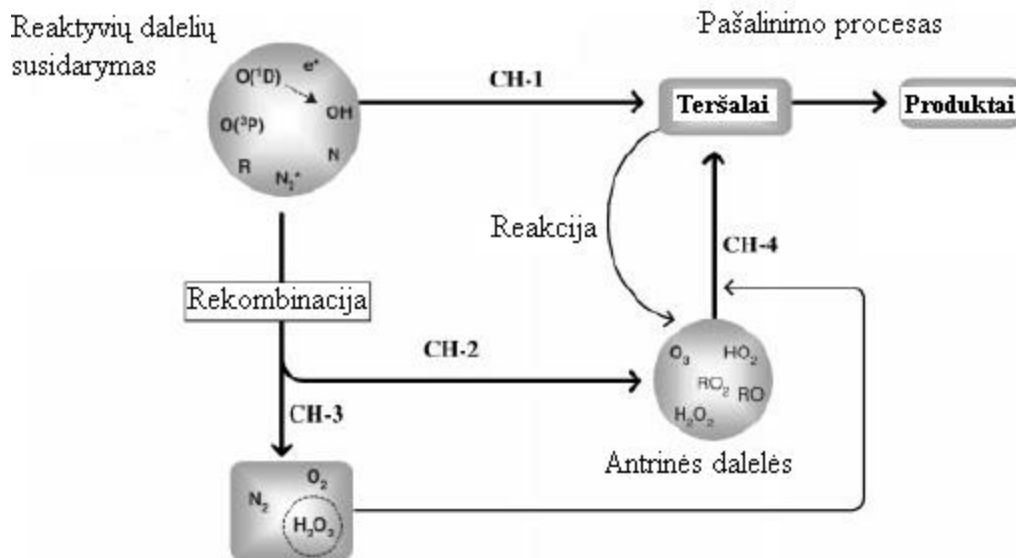 Reaktyvių dalelių
susidarymas
Pašalinimo procesas
O(¹D)
e*
OH
O(³P)
N
R
N₂*
CH-1
Teršalai
Produktai
Reakcija
CH-4
Rekombinacija
CH-2
O₃
HO₂
RO₂
RO
H₂O₂
CH-3
Antrinės dalelės
O₂
N₂